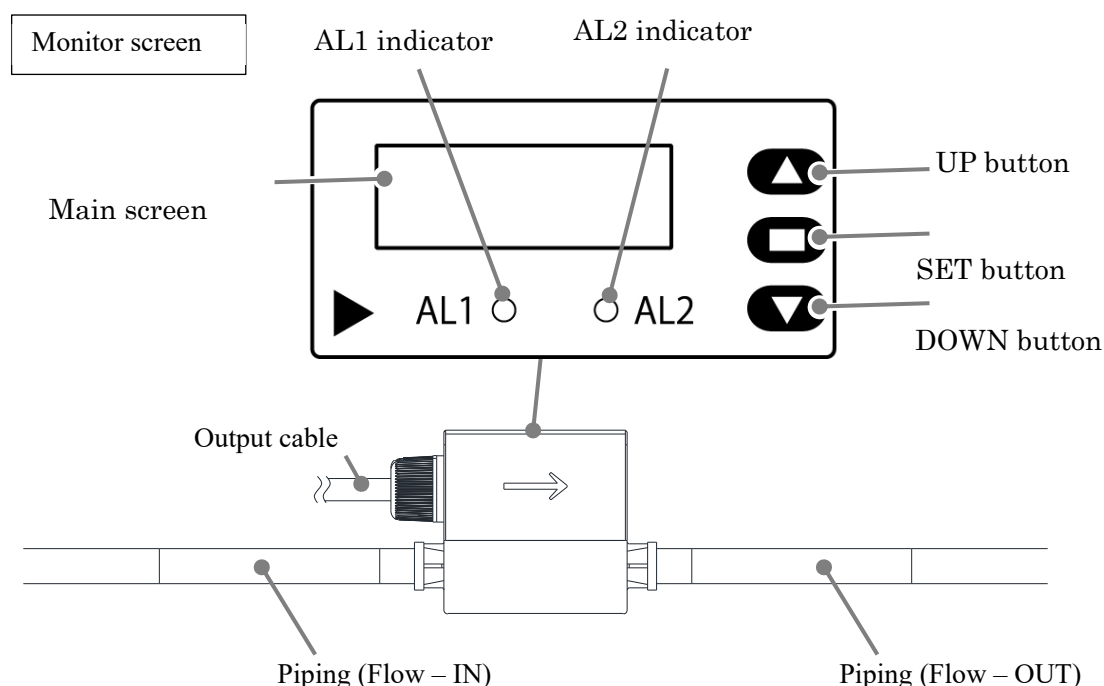 Monitor screen
AL1 indicator
AL2 indicator
UP button
Main screen
SET button
AL1
AL2
DOWN button
Output cable
Piping (Flow – IN)
Piping (Flow – OUT)